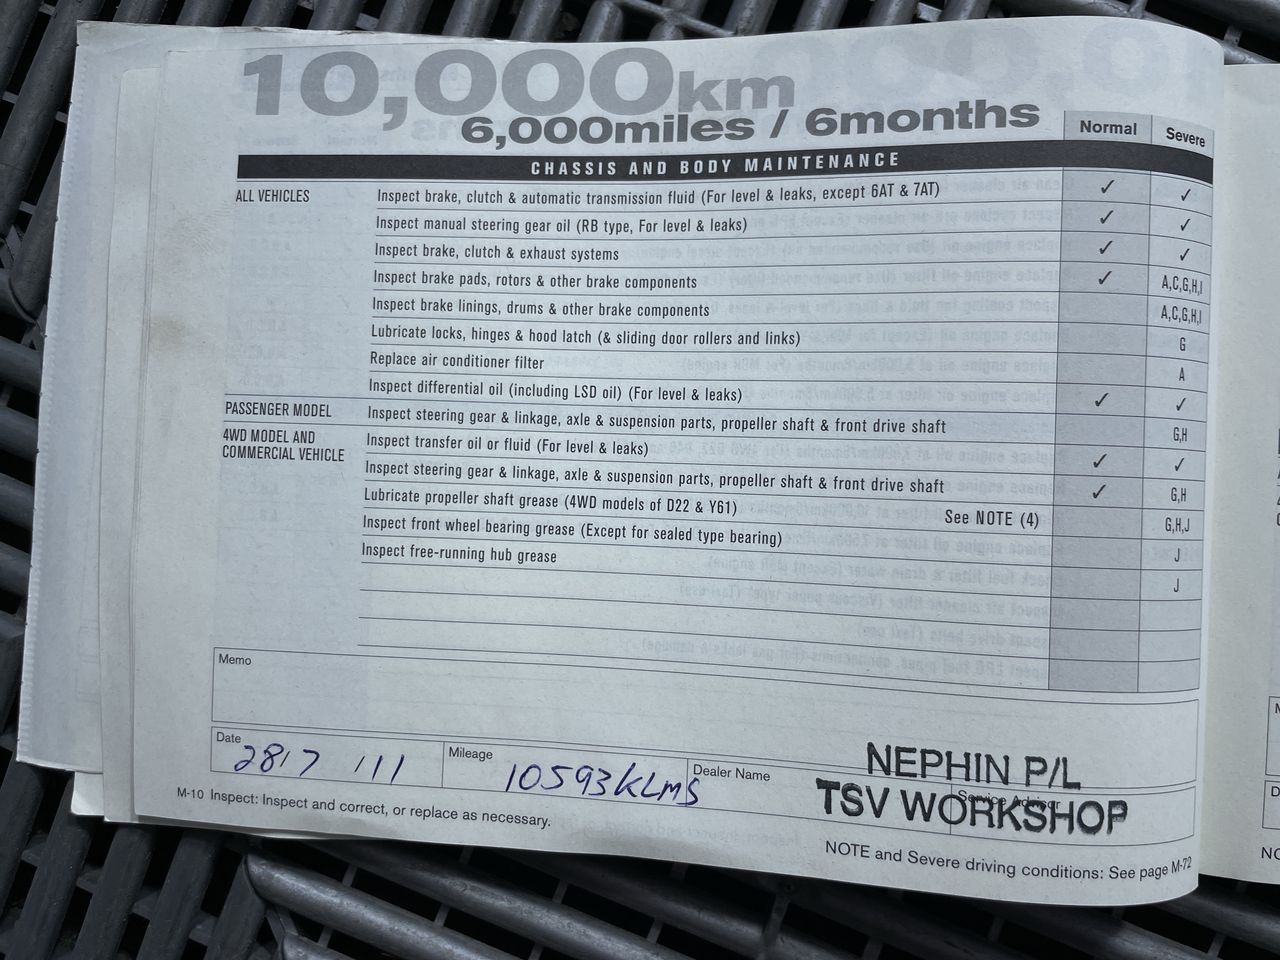 10,000km
6,000miles / 6months
Normal Severe
CHASSIS AND BODY MAINTENANCE
ALL VEHICLES Inspect brake, clutch & automatic transmission fluid (For level & leaks, except 6AT & 7AT) ✓ ✓
Inspect manual steering gear oil (RB type, For level & leaks) ✓ ✓
Inspect brake, clutch & exhaust systems ✓ ✓
Inspect brake pads, rotors & other brake components ✓ A,C,G,H,I
Inspect brake linings, drums & other brake components A,C,G,H,I
Lubricate locks, hinges & hood latch (& sliding door rollers and links) G
Replace air conditioner filter A
Inspect differential oil (including LSD oil) (For level & leaks) ✓ ✓
PASSENGER MODEL Inspect steering gear & linkage, axle & suspension parts, propeller shaft & front drive shaft G,H
4WD MODEL AND COMMERCIAL VEHICLE Inspect transfer oil or fluid (For level & leaks) ✓ ✓
Inspect steering gear & linkage, axle & suspension parts, propeller shaft & front drive shaft ✓ G,H
Lubricate propeller shaft grease (4WD models of D22 & Y61) See NOTE (4) G,H,J
Inspect front wheel bearing grease (Except for sealed type bearing) J
Inspect free-running hub grease J
Memo
Date 28/7 /11 Mileage 10593KLMS Dealer Name Service Advisor
NEPHIN P/L
TSV WORKSHOP
M-10 Inspect: Inspect and correct, or replace as necessary.
NOTE and Severe driving conditions: See page M-72